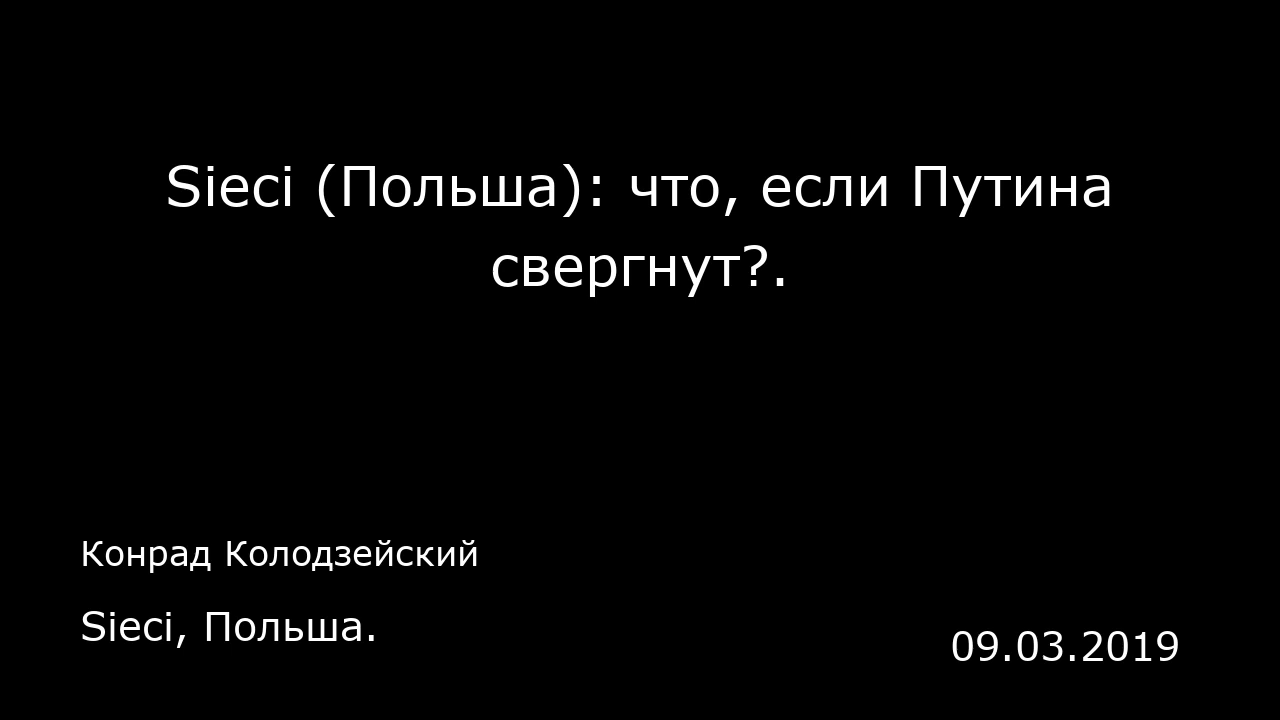 Sieci (Польша): что, если Путина
свергнут?.
Конрад Колодзейский
Sieci, Польша.
09.03.2019